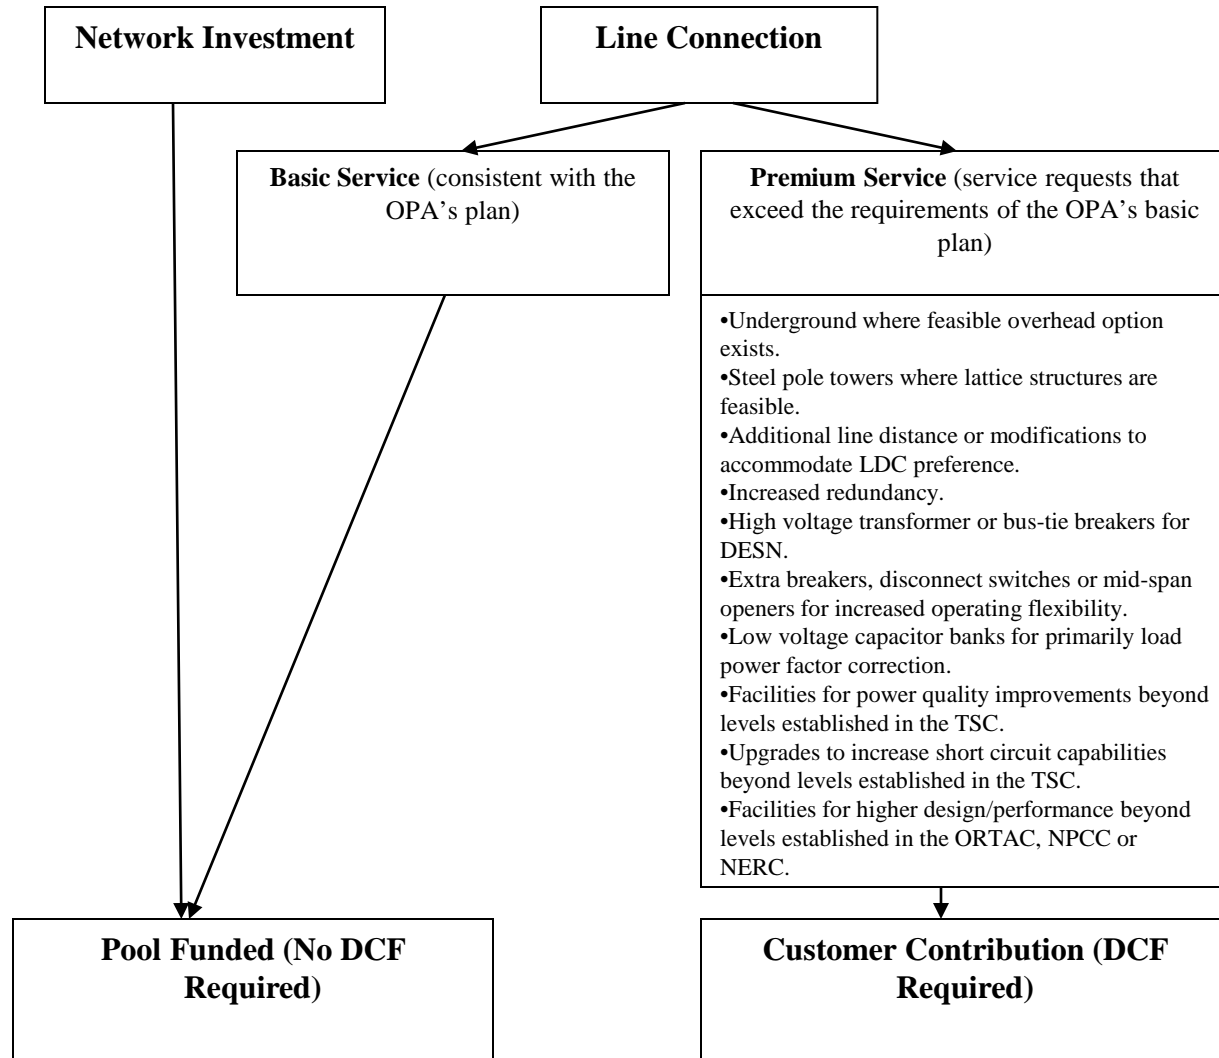 Network Investment
Line Connection
Basic Service (consistent with the
OPA’s plan)
Premium Service (service requests that
exceed the requirements of the OPA’s basic
plan)
•Underground where feasible overhead option
exists.
•Steel pole towers where lattice structures are
feasible.
•Additional line distance or modifications to
accommodate LDC preference.
•Increased redundancy.
•High voltage transformer or bus-tie breakers for
DESN.
•Extra breakers, disconnect switches or mid-span
openers for increased operating flexibility.
•Low voltage capacitor banks for primarily load
power factor correction.
•Facilities for power quality improvements beyond
levels established in the TSC.
•Upgrades to increase short circuit capabilities
beyond levels established in the TSC.
•Facilities for higher design/performance beyond
levels established in the ORTAC, NPCC or
NERC.
Pool Funded (No DCF
Required)
Customer Contribution (DCF
Required)